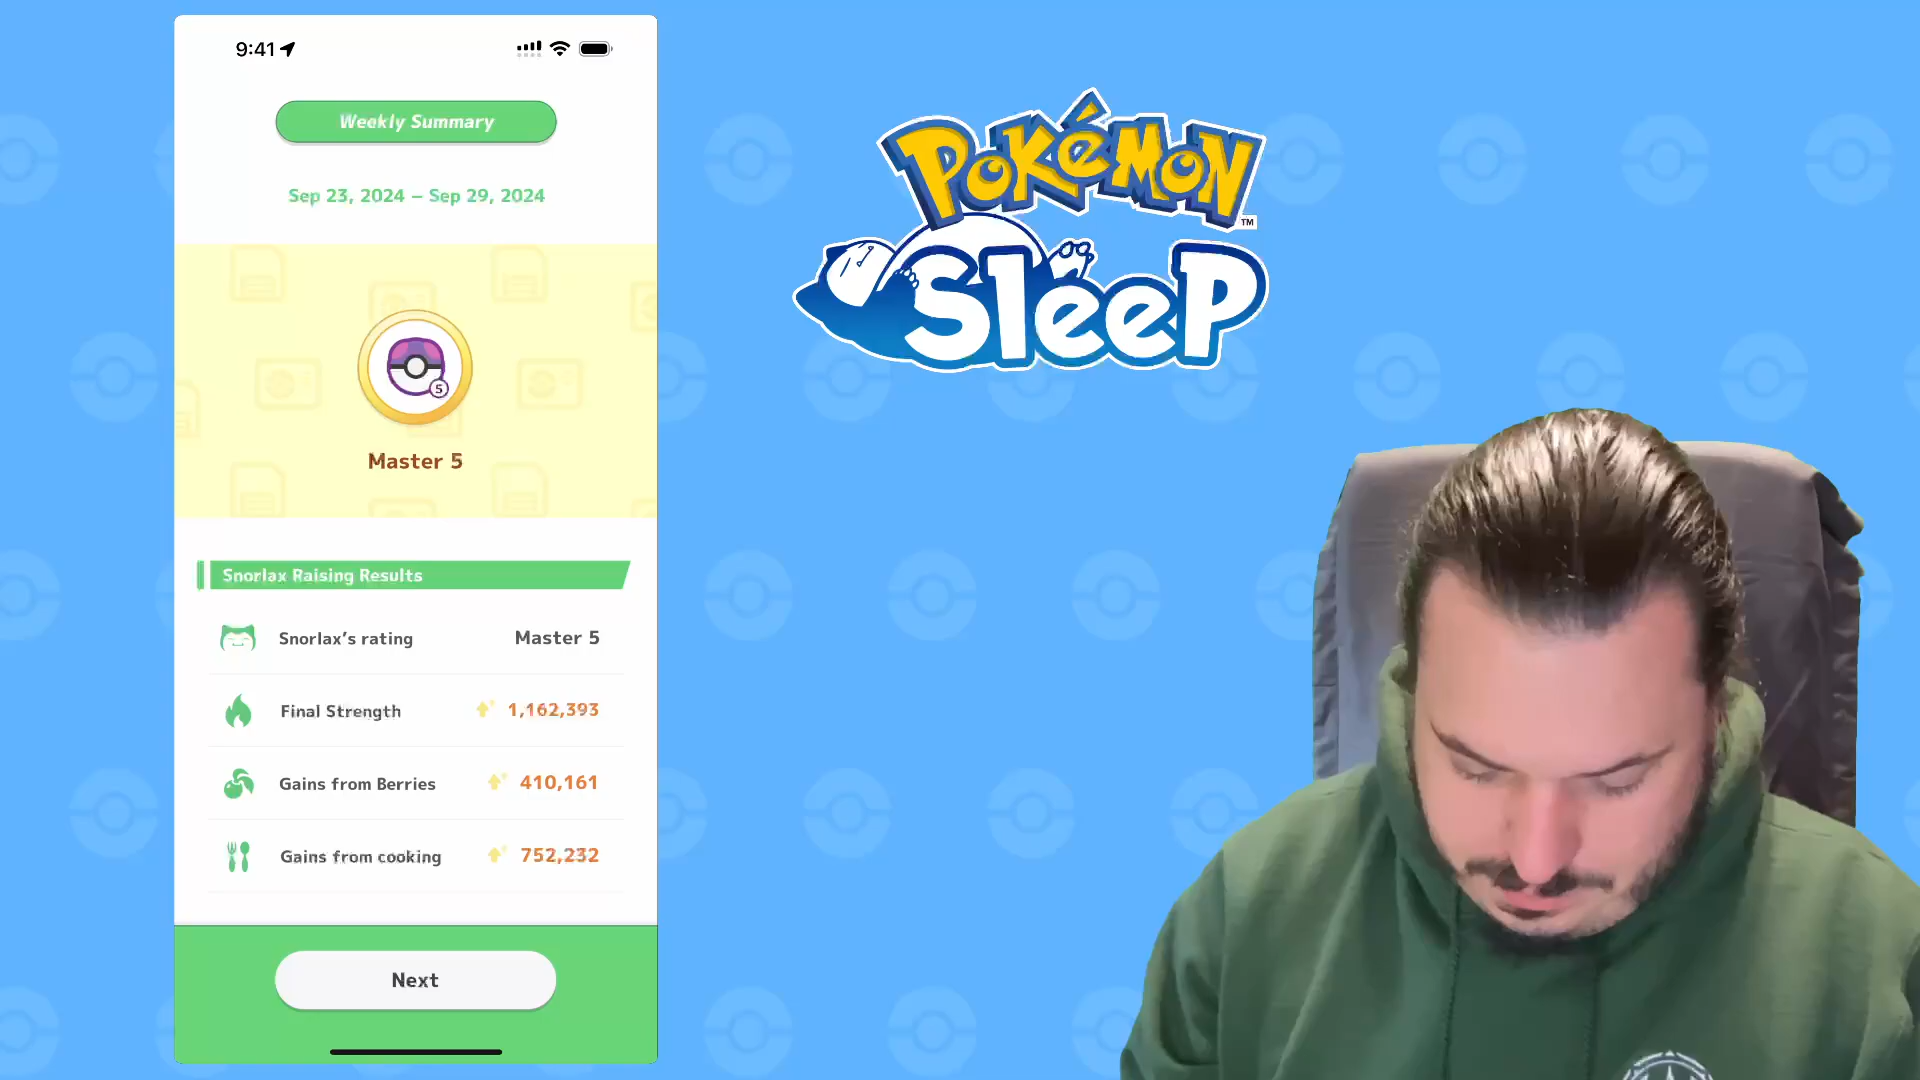 9:41
Weekly Summary
Sep 23, 2024 – Sep 29, 2024
5
Master 5
Snorlax Raising Results
Snorlax's rating Master 5
Final Strength 1,162,393
Gains from Berries 410,161
Gains from cooking 752,232
Next
POKéMON
TM
SleeP